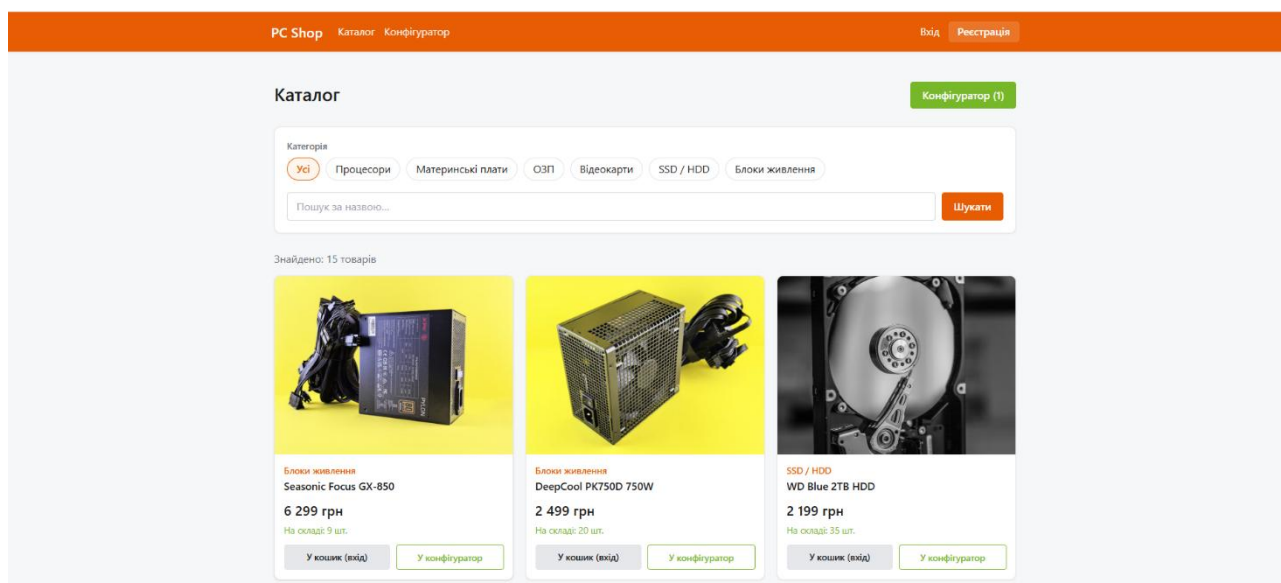 PC Shop Каталог Конфігуратор Вхід Реєстрація
Каталог Конфігуратор (1)
Категорія
Усі Процесори Материнські плати ОЗП Відеокарти SSD / HDD Блоки живлення
Пошук за назвою... Шукати
Знайдено: 15 товарів
Блоки живлення
Seasonic Focus GX-850
6 299 грн
На складі: 9 шт.
У кошик (вхід) У конфігуратор
Блоки живлення
DeepCool PK750D 750W
2 499 грн
На складі: 20 шт.
У кошик (вхід) У конфігуратор
SSD / HDD
WD Blue 2TB HDD
2 199 грн
На складі: 35 шт.
У кошик (вхід) У конфігуратор